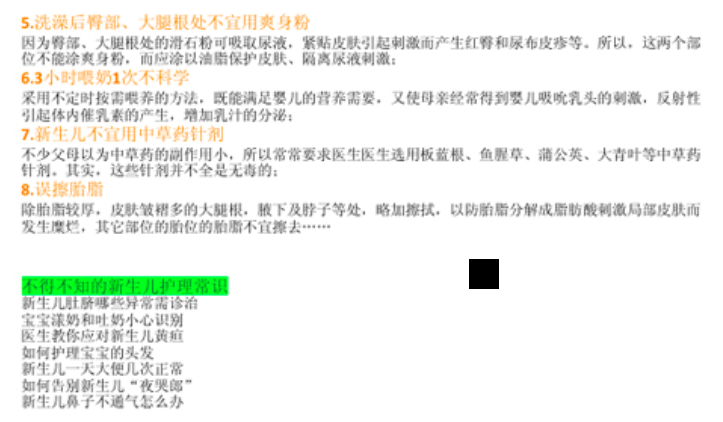 5.洗澡后臀部、大腿根处不宜用爽身粉
因为臀部、大腿根处的滑石粉可吸取尿液，紧贴皮肤引起刺激而产生红臀和尿布皮疹等。所以，这两个部
位不能涂爽身粉，而应涂以油脂保护皮肤、隔离尿液刺激；
6.3小时喂奶1次不科学
采用不定时按需喂养的方法，既能满足婴儿的营养需要，又使母亲经常得到婴儿吸吮乳头的刺激，反射性
引起体内催乳素的产生，增加乳汁的分泌；
7.新生儿不宜用中草药针剂
不少父母以为中草药的副作用小，所以常常要求医生医生选用板蓝根、鱼腥草、蒲公英、大青叶等中草药
针剂。其实，这些针剂并不全是无毒的；
8.误擦胎脂
除胎脂较厚，皮肤皱褶多的大腿根，腋下及脖子等处，略加擦拭，以防胎脂分解成脂肪酸刺激局部皮肤而
发生糜烂，其它部位的胎位的胎脂不宜擦去……
不得不知的新生儿护理常识
新生儿肚脐哪些异常需诊治
宝宝漾奶和吐奶小心识别
医生教你应对新生儿黄疸
如何护理宝宝的头发
新生儿一天大便几次正常
如何告别新生儿“夜哭郎”
新生儿鼻子不通气怎么办